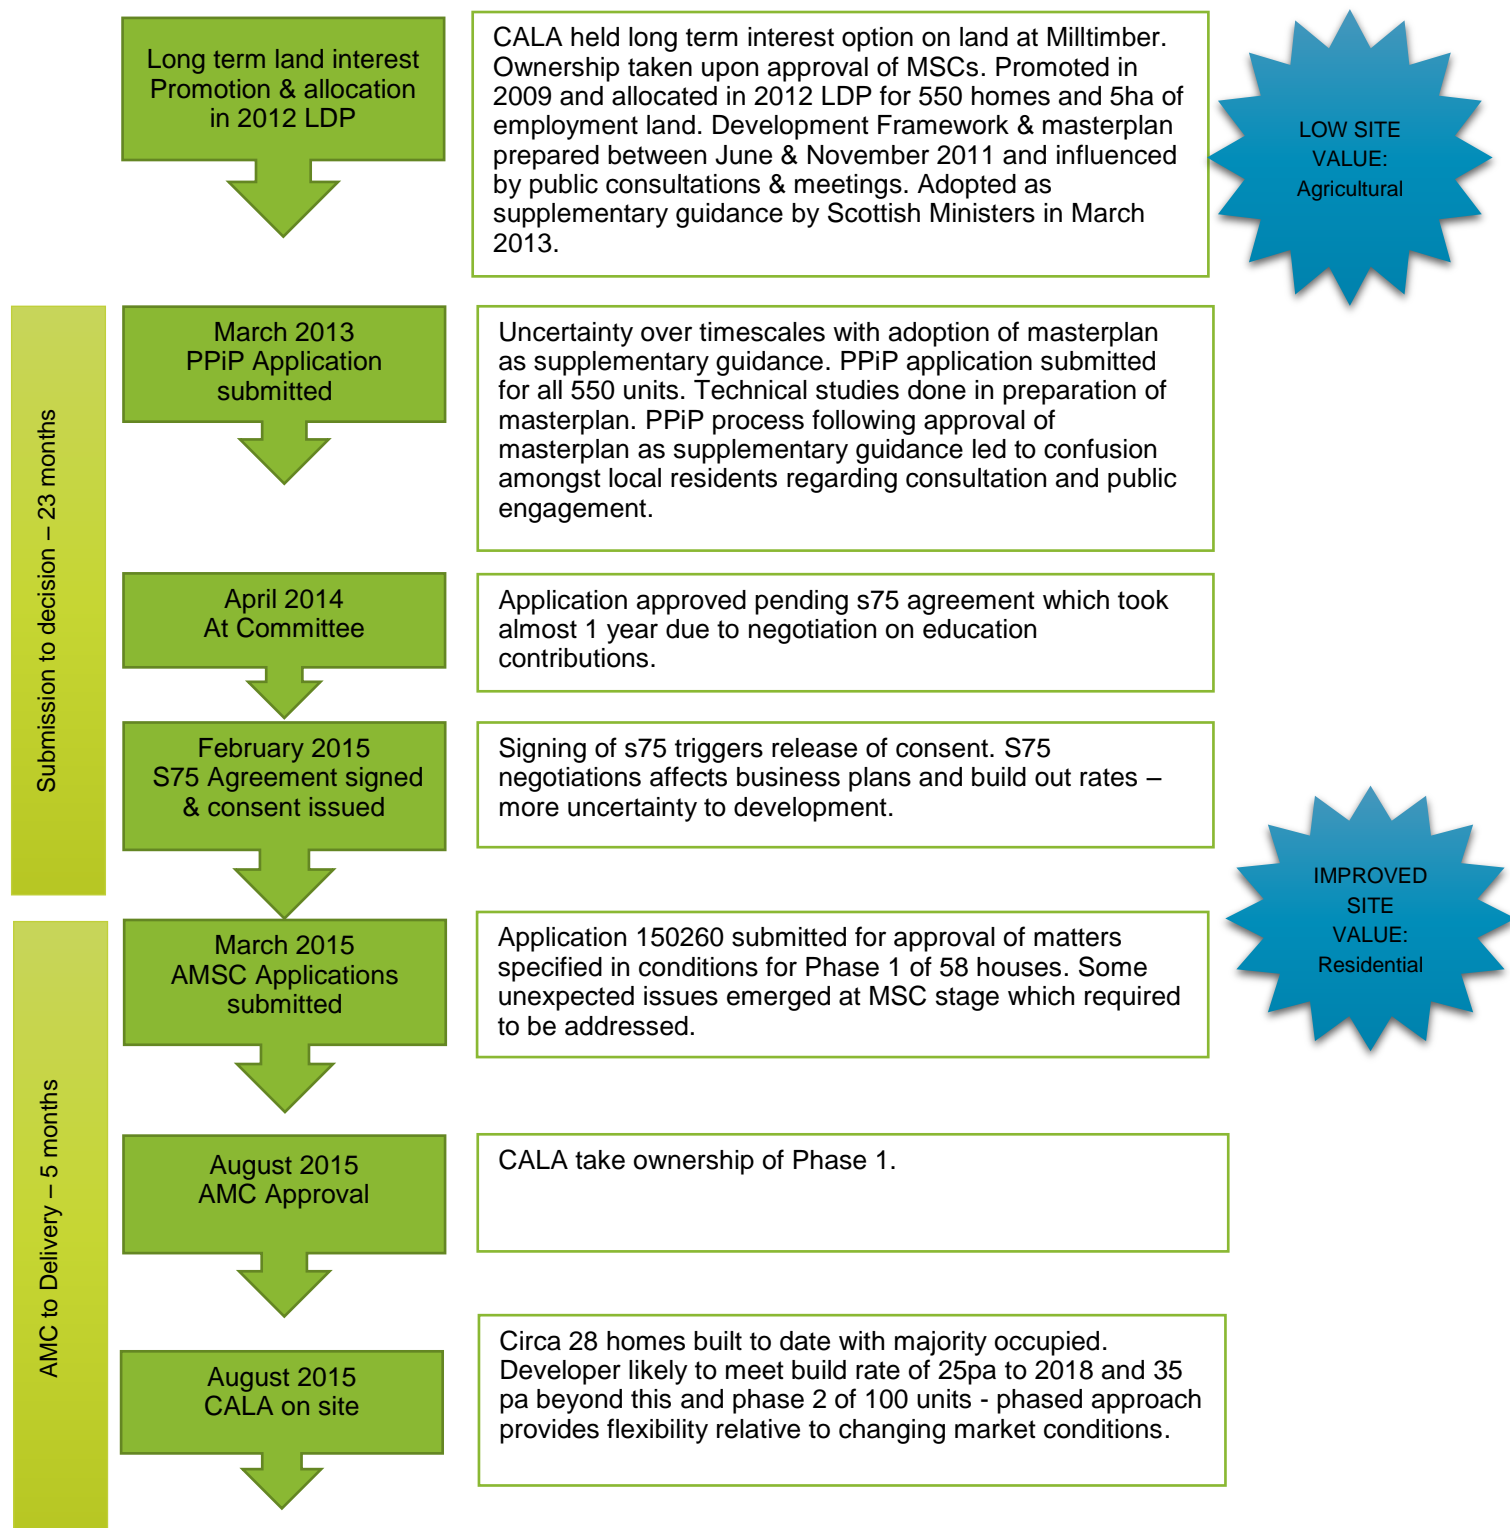 Long term land interest
Promotion & allocation
in 2012 LDP
CALA held long term interest option on land at Milltimber.
Ownership taken upon approval of MSCs. Promoted in
2009 and allocated in 2012 LDP for 550 homes and 5ha of
employment land. Development Framework & masterplan
prepared between June & November 2011 and influenced
by public consultations & meetings. Adopted as
supplementary guidance by Scottish Ministers in March
2013.
LOW SITE
VALUE:
Agricultural
Submission to decision – 23 months
March 2013
PPiP Application
submitted
Uncertainty over timescales with adoption of masterplan
as supplementary guidance. PPiP application submitted
for all 550 units. Technical studies done in preparation of
masterplan. PPiP process following approval of
masterplan as supplementary guidance led to confusion
amongst local residents regarding consultation and public
engagement.
April 2014
At Committee
Application approved pending s75 agreement which took
almost 1 year due to negotiation on education
contributions.
February 2015
S75 Agreement signed
& consent issued
Signing of s75 triggers release of consent. S75
negotiations affects business plans and build out rates –
more uncertainty to development.
IMPROVED
SITE
VALUE:
Residential
AMC to Delivery – 5 months
March 2015
AMSC Applications
submitted
Application 150260 submitted for approval of matters
specified in conditions for Phase 1 of 58 houses. Some
unexpected issues emerged at MSC stage which required
to be addressed.
August 2015
AMC Approval
CALA take ownership of Phase 1.
August 2015
CALA on site
Circa 28 homes built to date with majority occupied.
Developer likely to meet build rate of 25pa to 2018 and 35
pa beyond this and phase 2 of 100 units - phased approach
provides flexibility relative to changing market conditions.